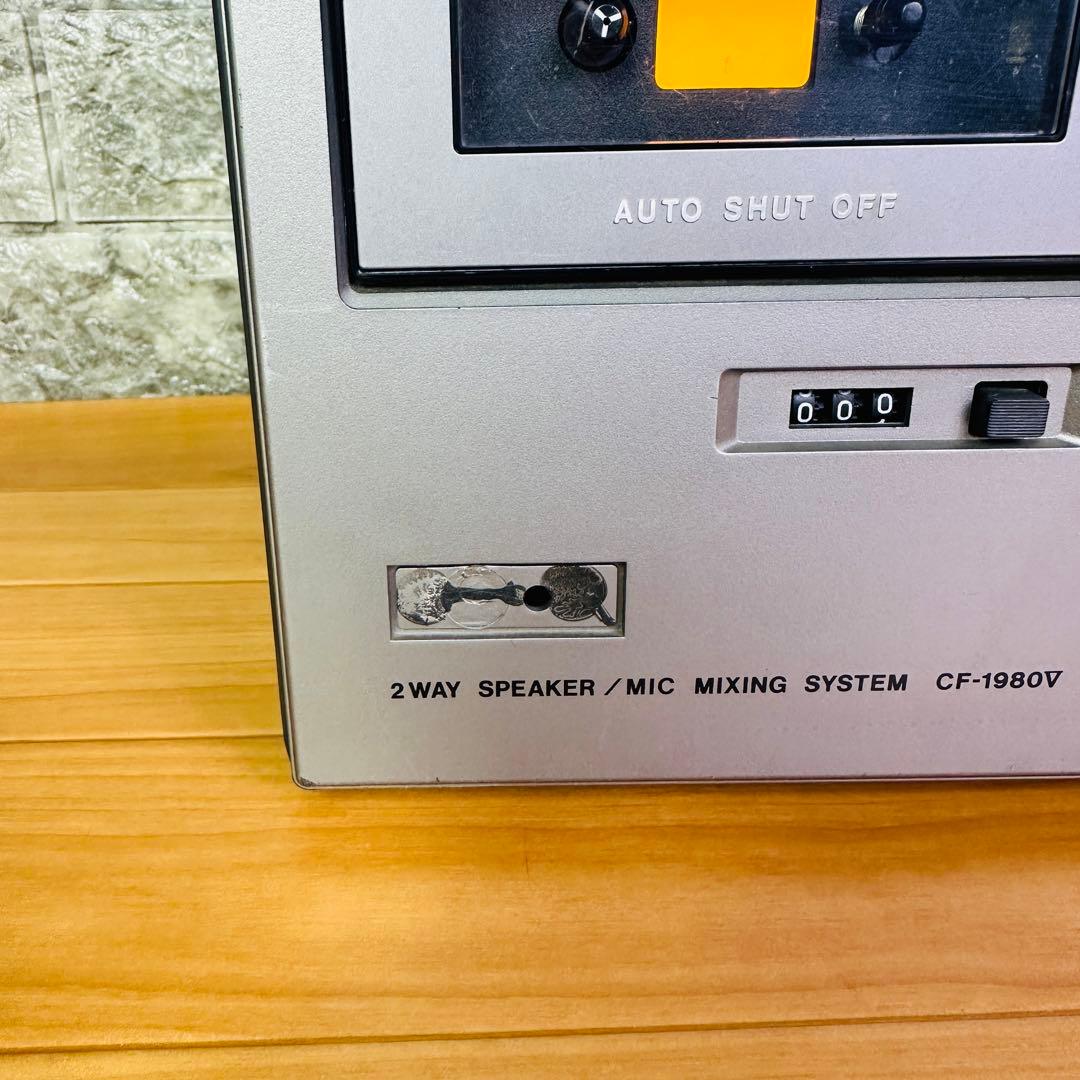 AUTO SHUT OFF
000
2WAY SPEAKER/MIC MIXING SYSTEM CF-1980V